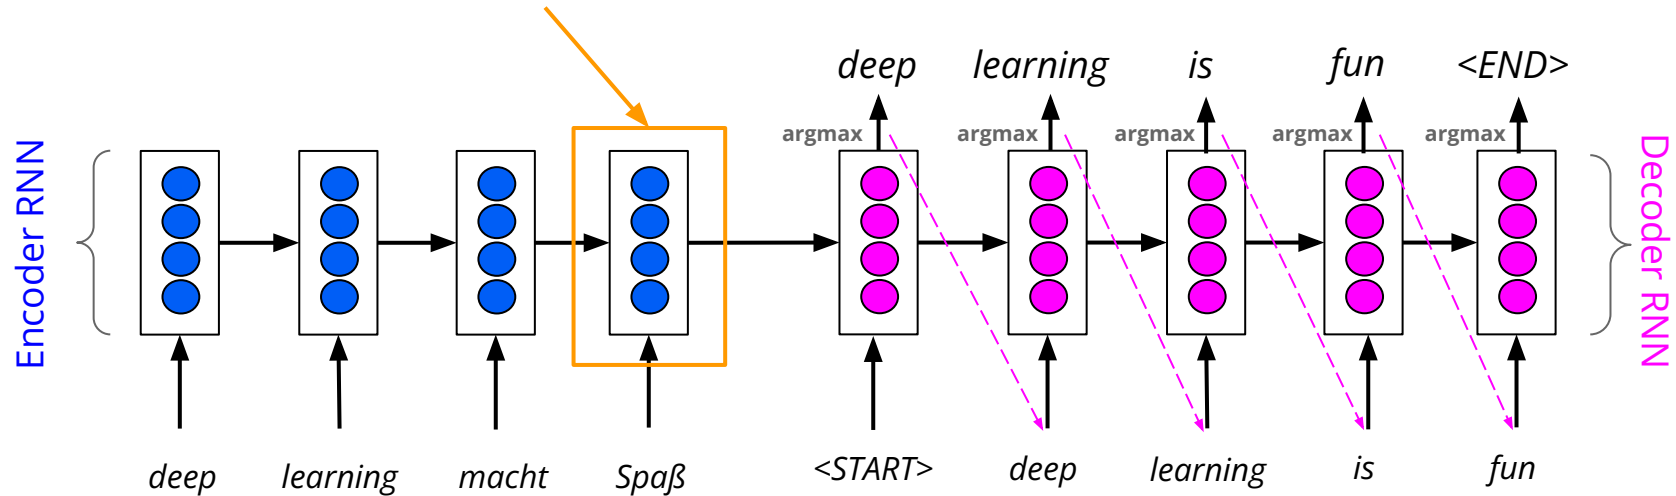 deep learning is fun <END>
argmax argmax argmax argmax argmax
Encoder RNN
Decoder RNN
deep learning macht Spaß <START> deep learning is fun